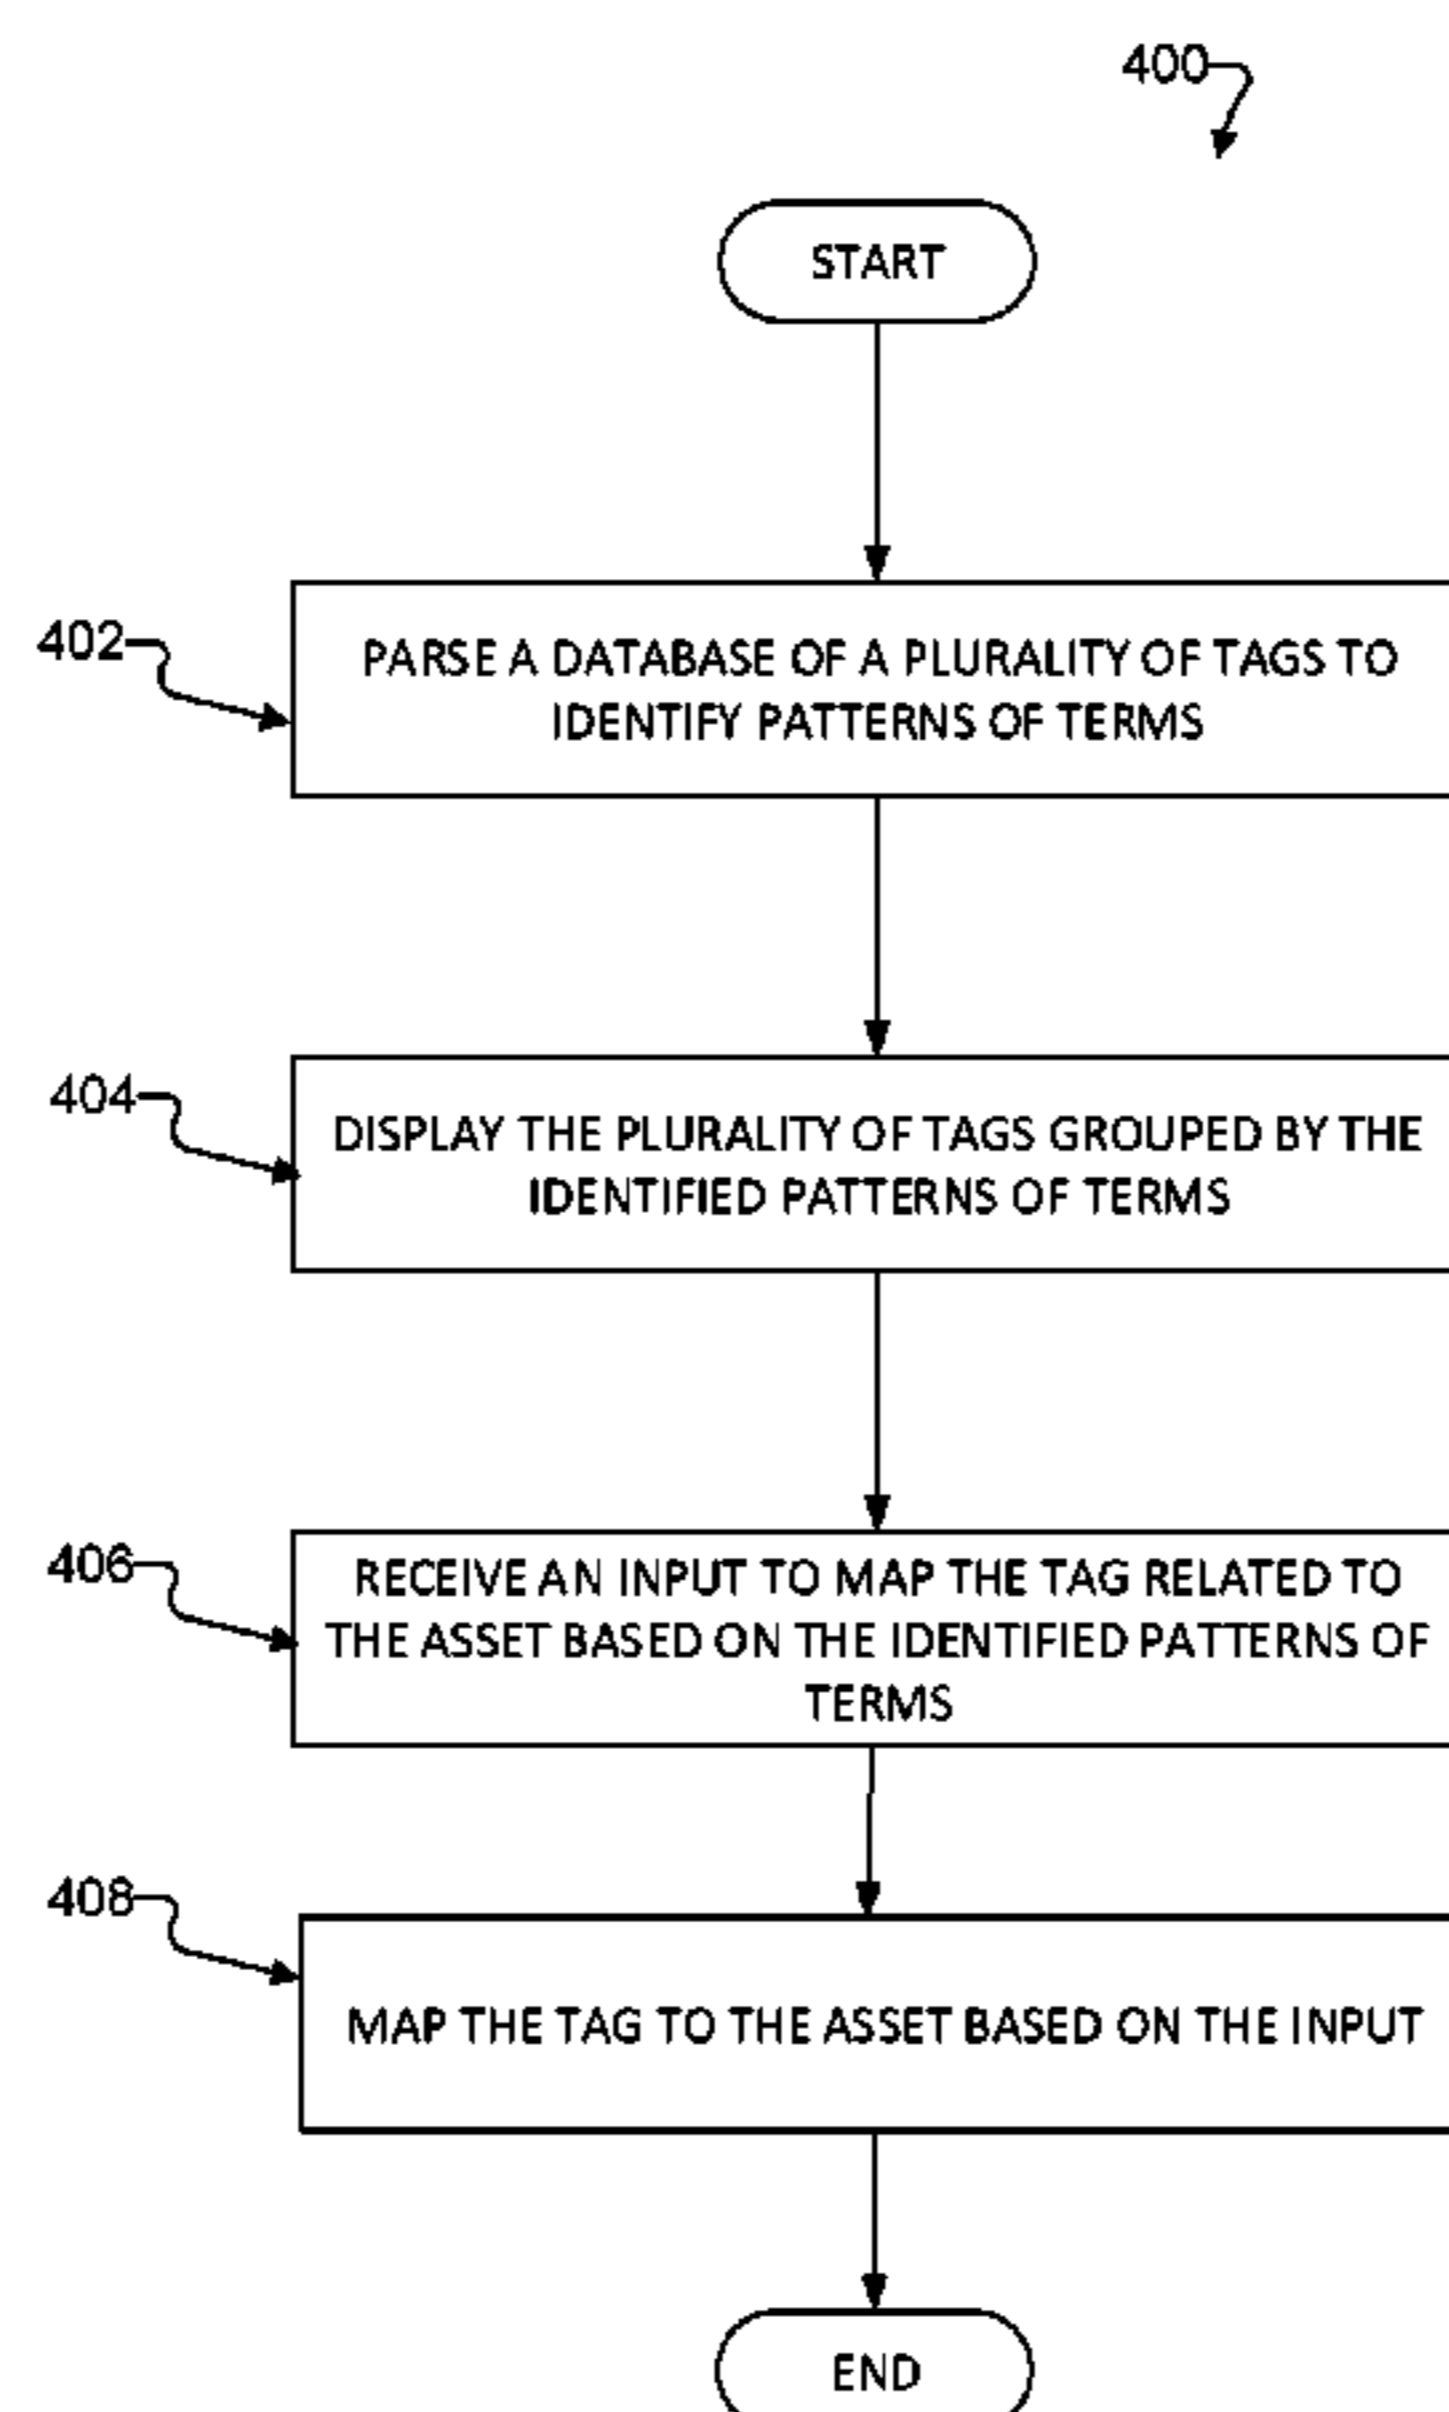 400
START
402
PARSE A DATABASE OF A PLURALITY OF TAGS TO
IDENTIFY PATTERNS OF TERMS
404
DISPLAY THE PLURALITY OF TAGS GROUPED BY THE
IDENTIFIED PATTERNS OF TERMS
406
RECEIVE AN INPUT TO MAP THE TAG RELATED TO
THE ASSET BASED ON THE IDENTIFIED PATTERNS OF
TERMS
408
MAP THE TAG TO THE ASSET BASED ON THE INPUT
END